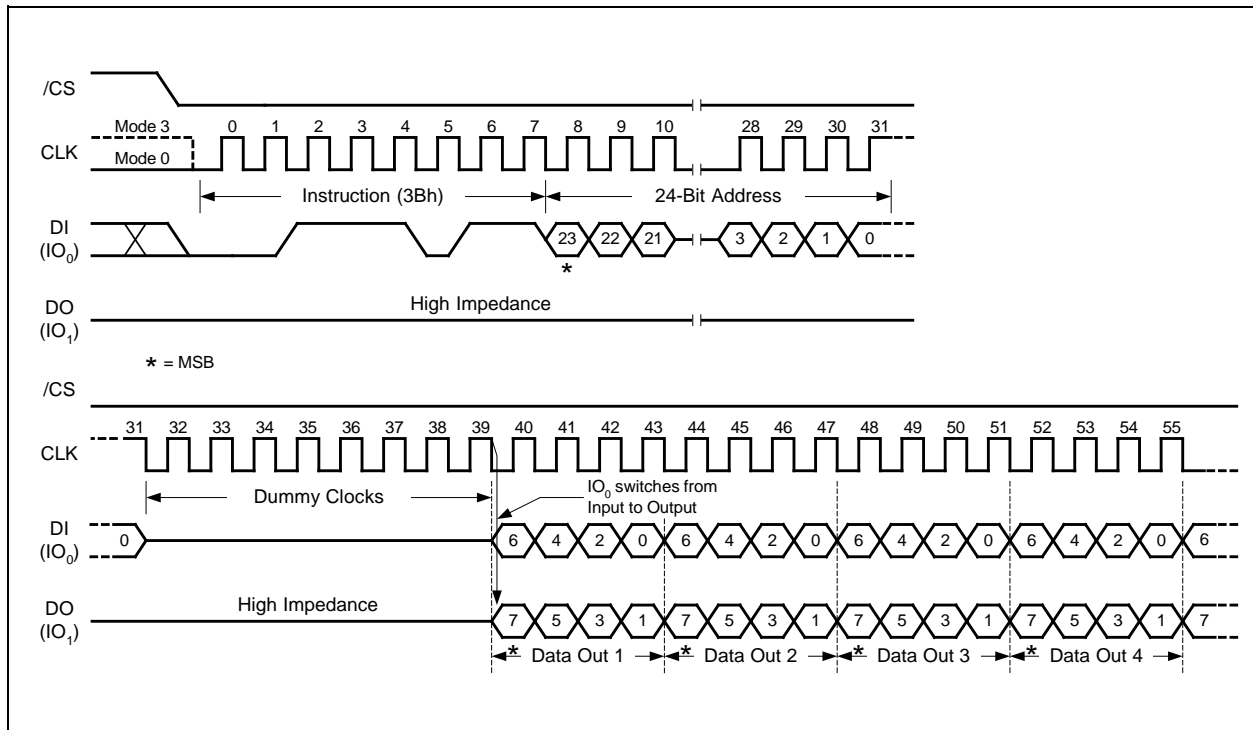 /CS
Mode 3 0 1 2 3 4 5 6 7 8 9 10 28 29 30 31
CLK
Mode 0
Instruction (3Bh) 24-Bit Address
DI
(IO0) 23 22 21 3 2 1 0
*
DO
(IO1)
High Impedance
* = MSB
/CS
31 32 33 34 35 36 37 38 39 40 41 42 43 44 45 46 47 48 49 50 51 52 53 54 55
CLK
Dummy Clocks
IO0 switches from
Input to Output
DI
(IO0)
0 6 4 2 0 6 4 2 0 6 4 2 0 6 4 2 0 6
DO
(IO1)
High Impedance 7 5 3 1 7 5 3 1 7 5 3 1 7 5 3 1 7
* Data Out 1 * Data Out 2 * Data Out 3 * Data Out 4